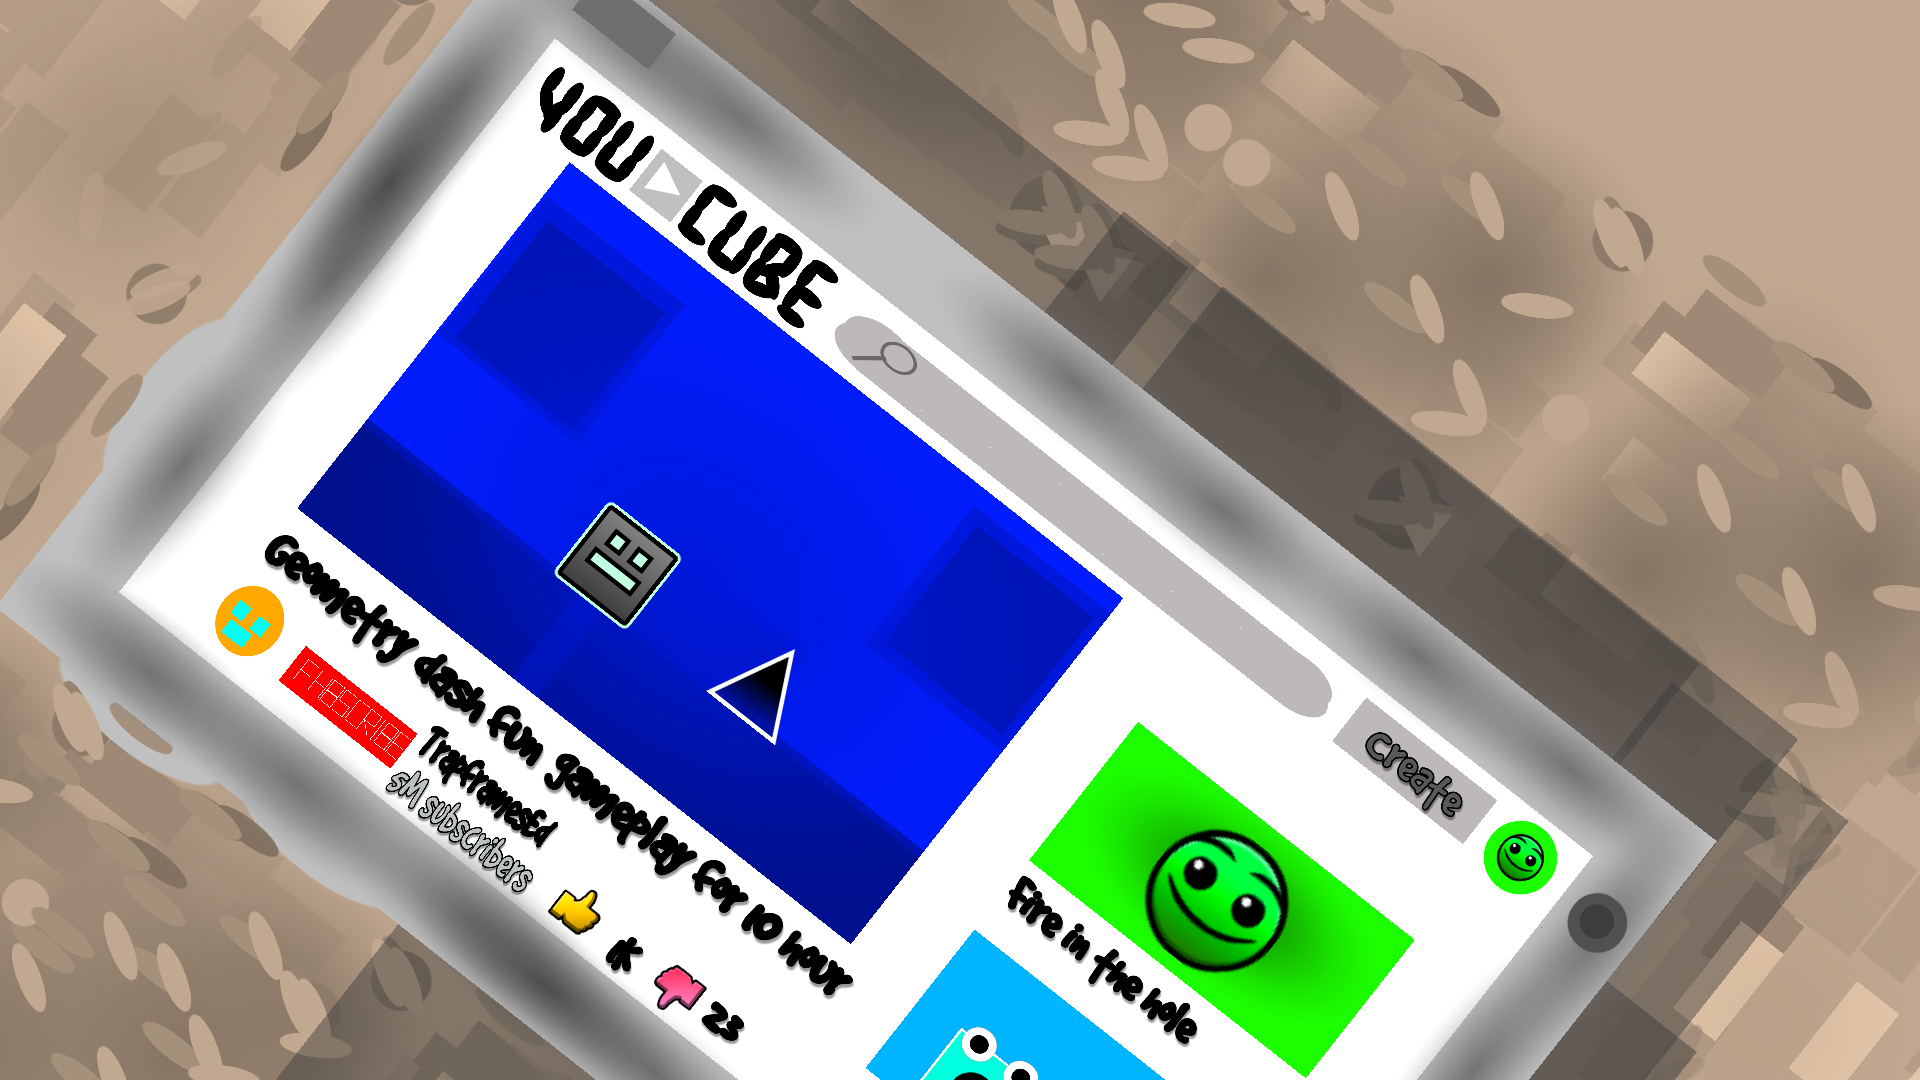 YOU CUBE
Create
Geometry dash fun gameplay for 10 hour
TrapframesEd
5M subscribers
1K
23
Fire in the hole